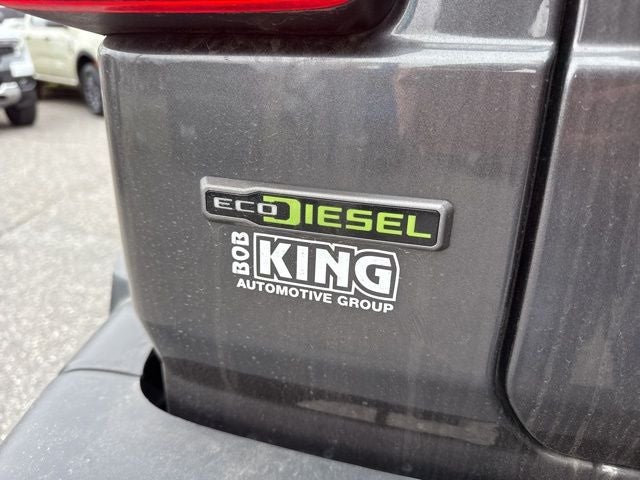 ECODIESEL
BOB KING
AUTOMOTIVE GROUP